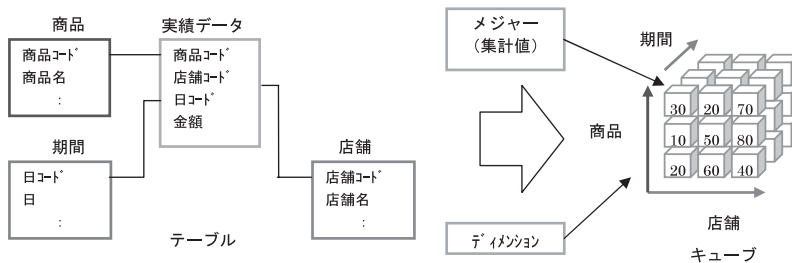 商品
商品ｺｰﾄﾞ
商品名
:
実績データ
商品ｺｰﾄﾞ
店舗ｺｰﾄﾞ
日ｺｰﾄﾞ
金額
期間
日ｺｰﾄﾞ
日
:
店舗
店舗ｺｰﾄﾞ
店舗名
:
テーブル
メジャー
（集計値）
ﾃﾞｨﾒﾝｼｮﾝ
期間
商品
30 20 70
10 50 80
20 60 40
店舗
キューブ